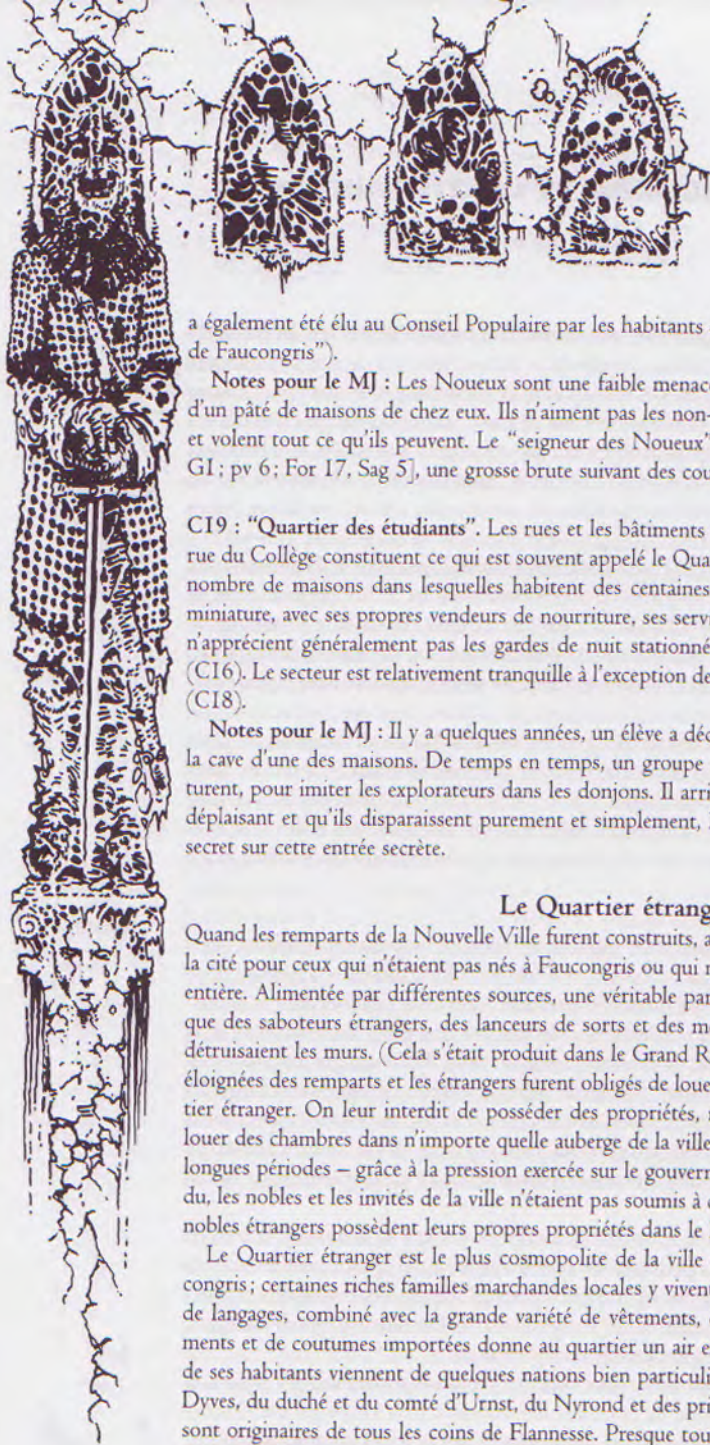 a également été élu au Conseil Populaire par les habitants
de Faucongris").
Notes pour le MJ : Les Noueux sont une faible menace
d'un pâté de maisons de chez eux. Ils n'aiment pas les non-
et volent tout ce qu'ils peuvent. Le "seigneur des Noueux"
GI ; pv 6 ; For 17, Sag 5], une grosse brute suivant des cou
C19 : "Quartier des étudiants". Les rues et les bâtiments
rue du Collège constituent ce qui est souvent appelé le Qua
nombre de maisons dans lesquelles habitent des centaines
miniature, avec ses propres vendeurs de nourriture, ses serv
n'apprécient généralement pas les gardes de nuit stationné
(C16). Le secteur est relativement tranquille à l'exception de
(C18).
Notes pour le MJ : Il y a quelques années, un élève a déc
la cave d'une des maisons. De temps en temps, un groupe
turent, pour imiter les explorateurs dans les donjons. Il arri
déplaisant et qu'ils disparaissent purement et simplement,
secret sur cette entrée secrète.
Le Quartier étrang
Quand les remparts de la Nouvelle Ville furent construits, a
la cité pour ceux qui n'étaient pas nés à Faucongris ou qui n
entière. Alimentée par différentes sources, une véritable par
que des saboteurs étrangers, des lanceurs de sorts et des m
détruisaient les murs. (Cela s'était produit dans le Grand R
éloignées des remparts et les étrangers furent obligés de loue
tier étranger. On leur interdit de posséder des propriétés,
louer des chambres dans n'importe quelle auberge de la ville
longues périodes – grâce à la pression exercée sur le gouvern
du, les nobles et les invités de la ville n'étaient pas soumis à
nobles étrangers possèdent leurs propres propriétés dans le
Le Quartier étranger est le plus cosmopolite de la ville
congris ; certaines riches familles marchandes locales y viven
de langages, combiné avec la grande variété de vêtements,
ments et de coutumes importées donne au quartier un air e
de ses habitants viennent de quelques nations bien particuli
Dyves, du duché et du comté d'Urnst, du Nyrond et des pri
sont originaires de tous les coins de Flannesse. Presque tou